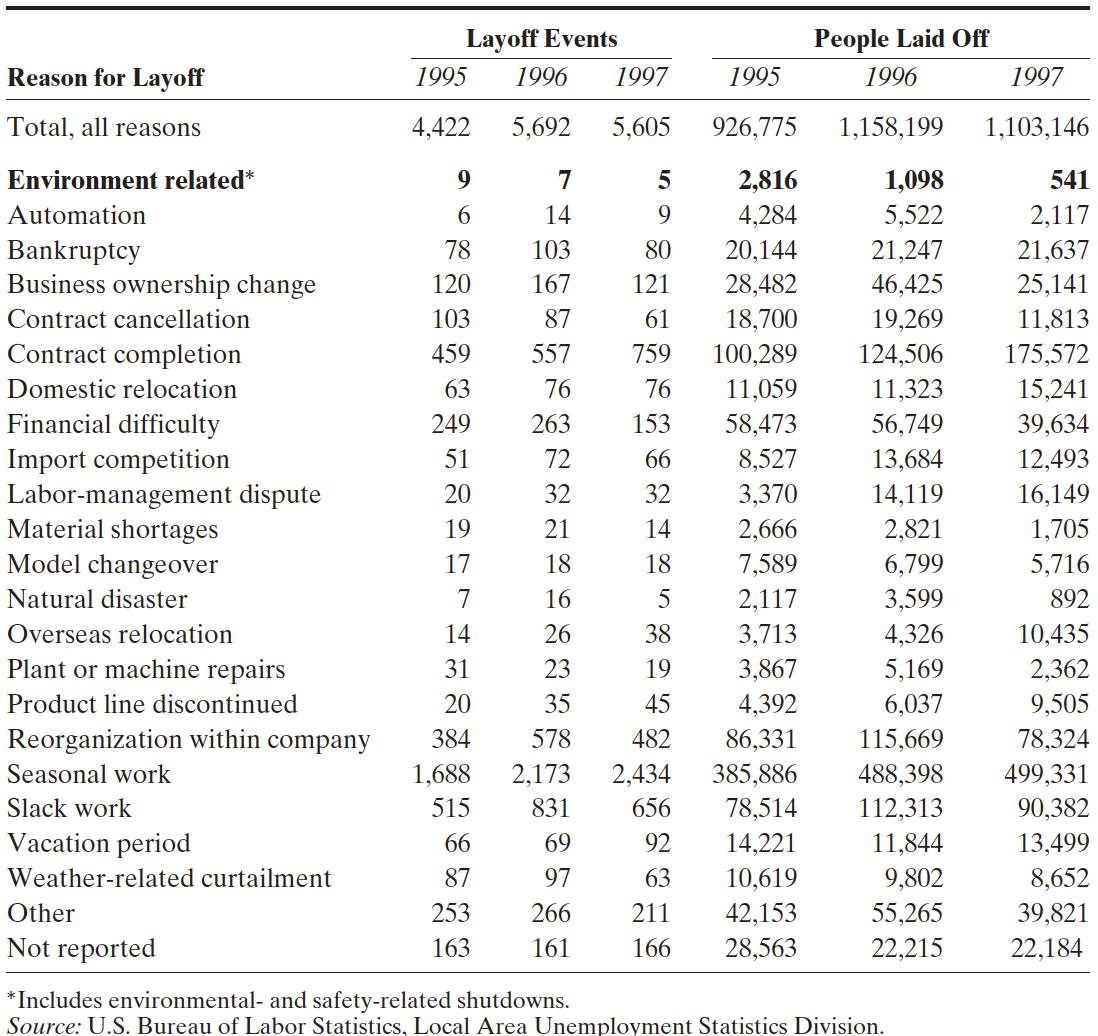 Layoff Events People Laid Off
Reason for Layoff 1995 1996 1997 1995 1996 1997
Total, all reasons 4,422 5,692 5,605 926,775 1,158,199 1,103,146
Environment related* 9 7 5 2,816 1,098 541
Automation 6 14 9 4,284 5,522 2,117
Bankruptcy 78 103 80 20,144 21,247 21,637
Business ownership change 120 167 121 28,482 46,425 25,141
Contract cancellation 103 87 61 18,700 19,269 11,813
Contract completion 459 557 759 100,289 124,506 175,572
Domestic relocation 63 76 76 11,059 11,323 15,241
Financial difficulty 249 263 153 58,473 56,749 39,634
Import competition 51 72 66 8,527 13,684 12,493
Labor-management dispute 20 32 32 3,370 14,119 16,149
Material shortages 19 21 14 2,666 2,821 1,705
Model changeover 17 18 18 7,589 6,799 5,716
Natural disaster 7 16 5 2,117 3,599 892
Overseas relocation 14 26 38 3,713 4,326 10,435
Plant or machine repairs 31 23 19 3,867 5,169 2,362
Product line discontinued 20 35 45 4,392 6,037 9,505
Reorganization within company 384 578 482 86,331 115,669 78,324
Seasonal work 1,688 2,173 2,434 385,886 488,398 499,331
Slack work 515 831 656 78,514 112,313 90,382
Vacation period 66 69 92 14,221 11,844 13,499
Weather-related curtailment 87 97 63 10,619 9,802 8,652
Other 253 266 211 42,153 55,265 39,821
Not reported 163 161 166 28,563 22,215 22,184
*Includes environmental- and safety-related shutdowns.
Source: U.S. Bureau of Labor Statistics, Local Area Unemployment Statistics Division.